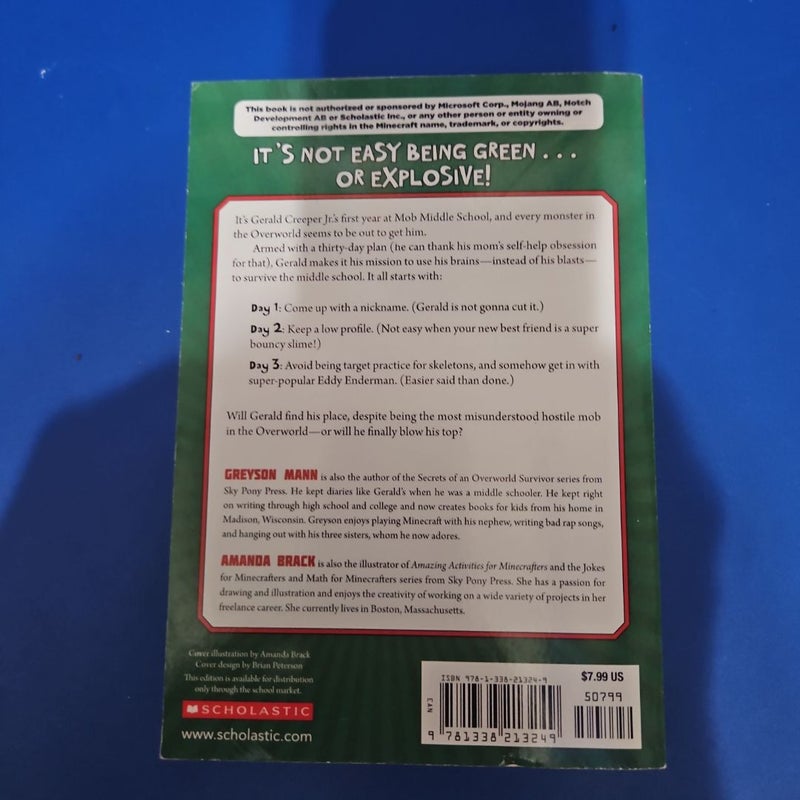 This book is not authorized or sponsored by Microsoft Corp., Mojang AB, Notch
Development AB or Scholastic Inc., or any other person or entity owning or
controlling rights in the Minecraft name, trademark, or copyrights.
IT'S NOT EASY BEING GREEN . . .
OR EXPLOSIVE!
It's Gerald Creeper Jr.'s first year at Mob Middle School, and every monster in
the Overworld seems to be out to get him.
Armed with a thirty-day plan (he can thank his mom's self-help obsession
for that), Gerald makes it his mission to use his brains—instead of his blasts—
to survive the middle school. It all starts with:
Day 1: Come up with a nickname. (Gerald is not gonna cut it.)
Day 2: Keep a low profile. (Not easy when your new best friend is a super
bouncy slime!)
Day 3: Avoid being target practice for skeletons, and somehow get in with
super-popular Eddy Enderman. (Easier said than done.)
Will Gerald find his place, despite being the most misunderstood hostile mob
in the Overworld—or will he finally blow his top?
GREYSON MANN is also the author of the Secrets of an Overworld Survivor series from
Sky Pony Press. He kept diaries like Gerald's when he was a middle schooler. He kept right
on writing through high school and college and now creates books for kids from his home in
Madison, Wisconsin. Greyson enjoys playing Minecraft with his nephew, writing bad rap songs,
and hanging out with his three sisters, whom he now adores.
AMANDA BRACK is also the illustrator of Amazing Activities for Minecrafters and the Jokes
for Minecrafters and Math for Minecrafters series from Sky Pony Press. She has a passion for
drawing and illustration and enjoys the creativity of working on a wide variety of projects in her
freelance career. She currently lives in Boston, Massachusetts.
Cover illustration by Amanda Brack
Cover design by Brian Peterson
This edition is available for distribution
only through the school market.
SCHOLASTIC
www.scholastic.com
ISBN 978-1-338-21324-9
$7.99 US
50799
EAN
9 781338 213249